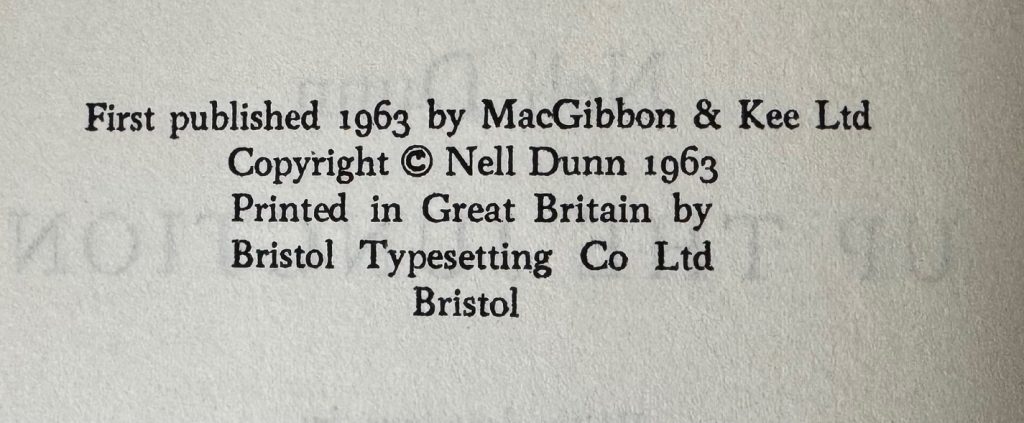 First published 1963 by MacGibbon & Kee Ltd
Copyright © Nell Dunn 1963
Printed in Great Britain by
Bristol Typesetting Co Ltd
Bristol